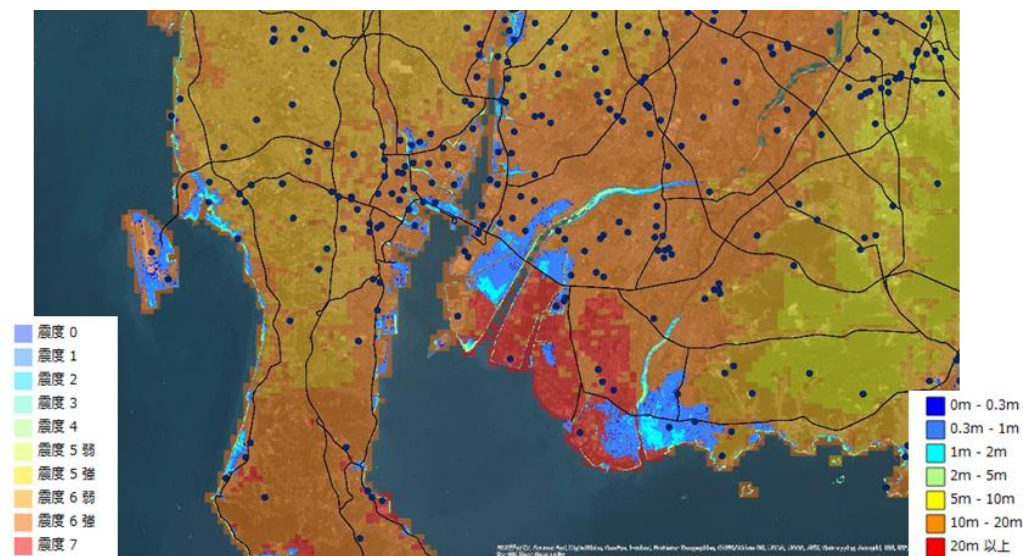 震度 0
震度 1
震度 2
震度 3
震度 4
震度 5 弱
震度 5 強
震度 6 弱
震度 6 強
震度 7
0m - 0.3m
0.3m - 1m
1m - 2m
2m - 5m
5m - 10m
10m - 20m
20m 以上